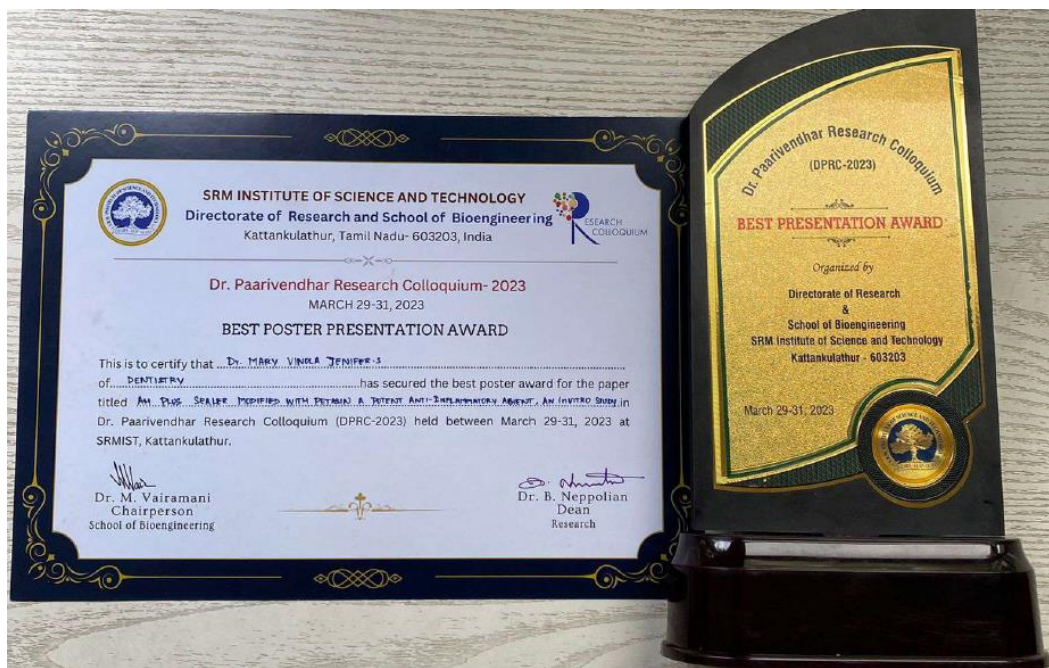 SRM INSTITUTE OF SCIENCE AND TECHNOLOGY
Directorate of Research and School of Bioengineering
Kattankulathur, Tamil Nadu- 603203, India
RESEARCH
COLLOQUIUM
Dr. Paarivendhar Research Colloquium- 2023
MARCH 29-31, 2023
BEST POSTER PRESENTATION AWARD
This is to certify that Dr. MARY VINOLA JENIFER.S
of DENTISTRY has secured the best poster award for the paper
titled AH PLUS SEALER MODIFIED WITH A POTENT ANTI-INFLAMMATORY AN INVITRO STUDY in
Dr. Paarivendhar Research Colloquium (DPRC-2023) held between March 29-31, 2023 at
SRMIST, Kattankulathur.
Dr. M. Vairamani
Chairperson
School of Bioengineering
Dr. B. Neppolian
Dean
Research
Dr. Paarivendhar Research Colloquium
(DPRC-2023)
BEST PRESENTATION AWARD
Organized by
Directorate of Research
&
School of Bioengineering
SRM Institute of Science and Technology
Kattankulathur - 603203
March 29-31, 2023